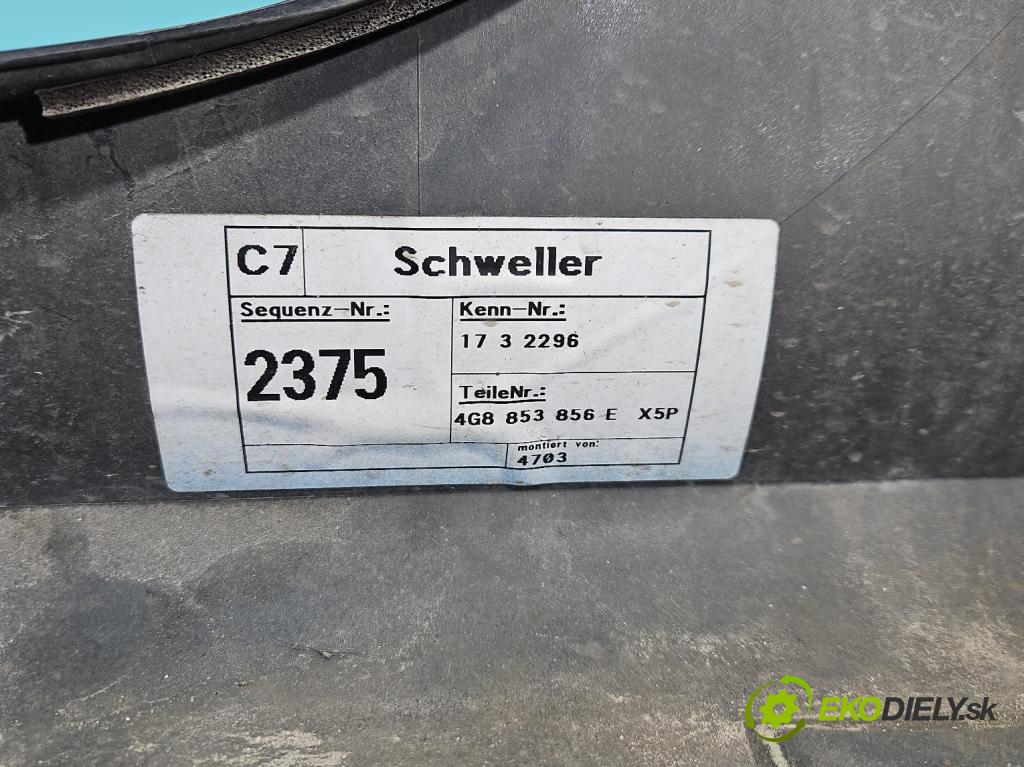 C7 Schweller
Sequenz-Nr.:
2375
Kenn-Nr.:
17 3 2296
TeileNr.:
4G8 853 856 E X5P
montiert von:
4703
EKODIELY.sk